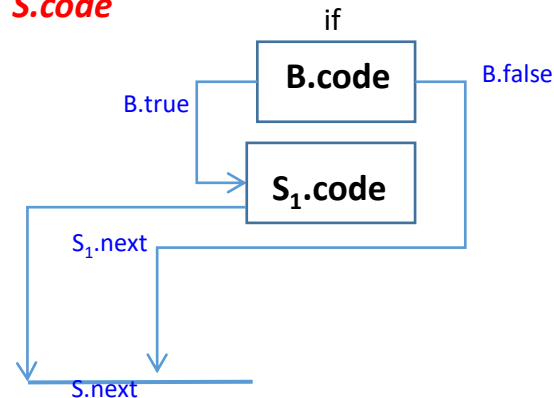 S.code
if
B.code
B.false
B.true
S₁.code
S₁.next
S.next